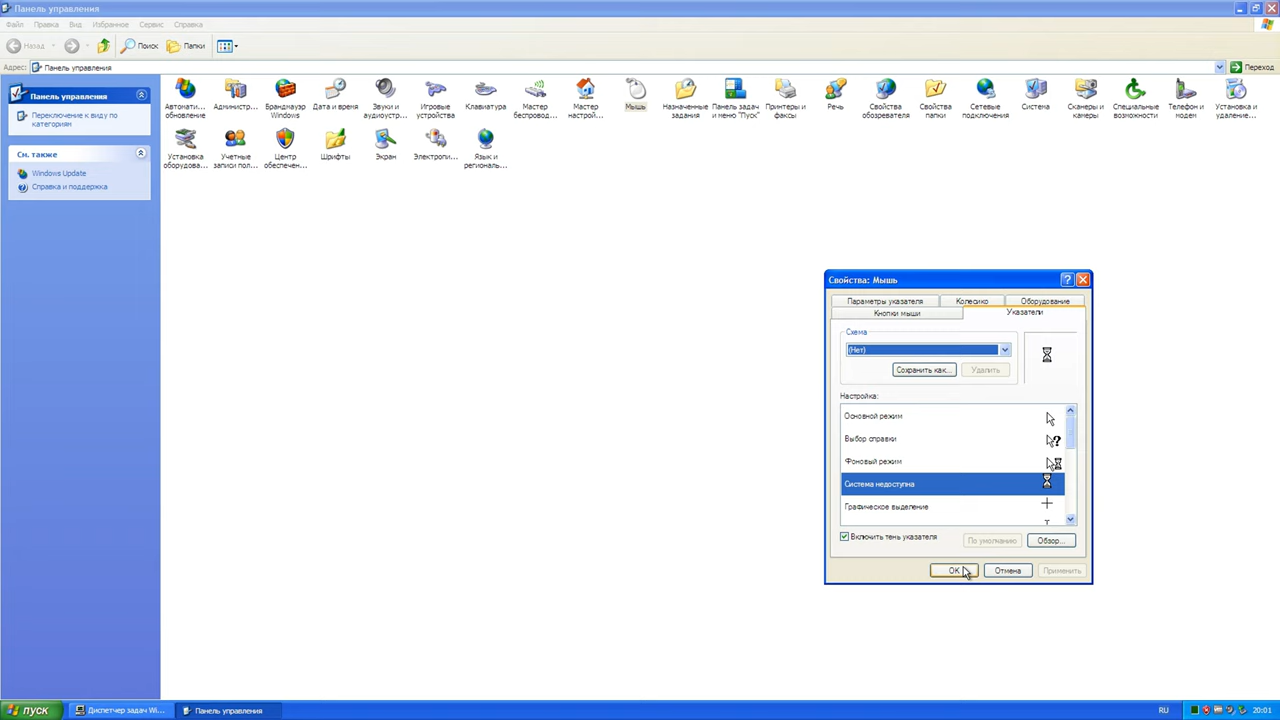 Панель управления
Файл Правка Вид Избранное Сервис Справка
Назад Поиск Папки
Адрес: Панель управления Переход
Панель управления
Переключение к виду по
категориям
См. также
Windows Update
Справка и поддержка
Автомати...
обновление
Администр...
Брандмауэр
Windows
Дата и время
Звуки и
аудиоустр...
Игровые
устройства
Клавиатура
Мастер
беспровод...
Мастер
настрой...
Мышь
Назначенные
задания
Панель задач
и меню "Пуск"
Принтеры и
факсы
Речь
Свойства
обозревателя
Свойства
папки
Сетевые
подключения
Система
Сканеры и
камеры
Специальные
возможности
Телефон и
модем
Установка и
удаление...
Установка
оборудова...
Учетные
записи пол...
Центр
обеспечен...
Шрифты
Экран
Электропи...
Язык и
региональ...
Свойства: Мышь
Параметры указателя Колесико Оборудование
Кнопки мыши Указатели
Схема
(Нет)
Сохранить как... Удалить
Настройка:
Основной режим
Выбор справки
Фоновый режим
Система недоступна
Графическое выделение
Включить тень указателя
По умолчанию Обзор...
OK Отмена Применить
пуск Диспетчер задач Wi... Панель управления RU 20:01